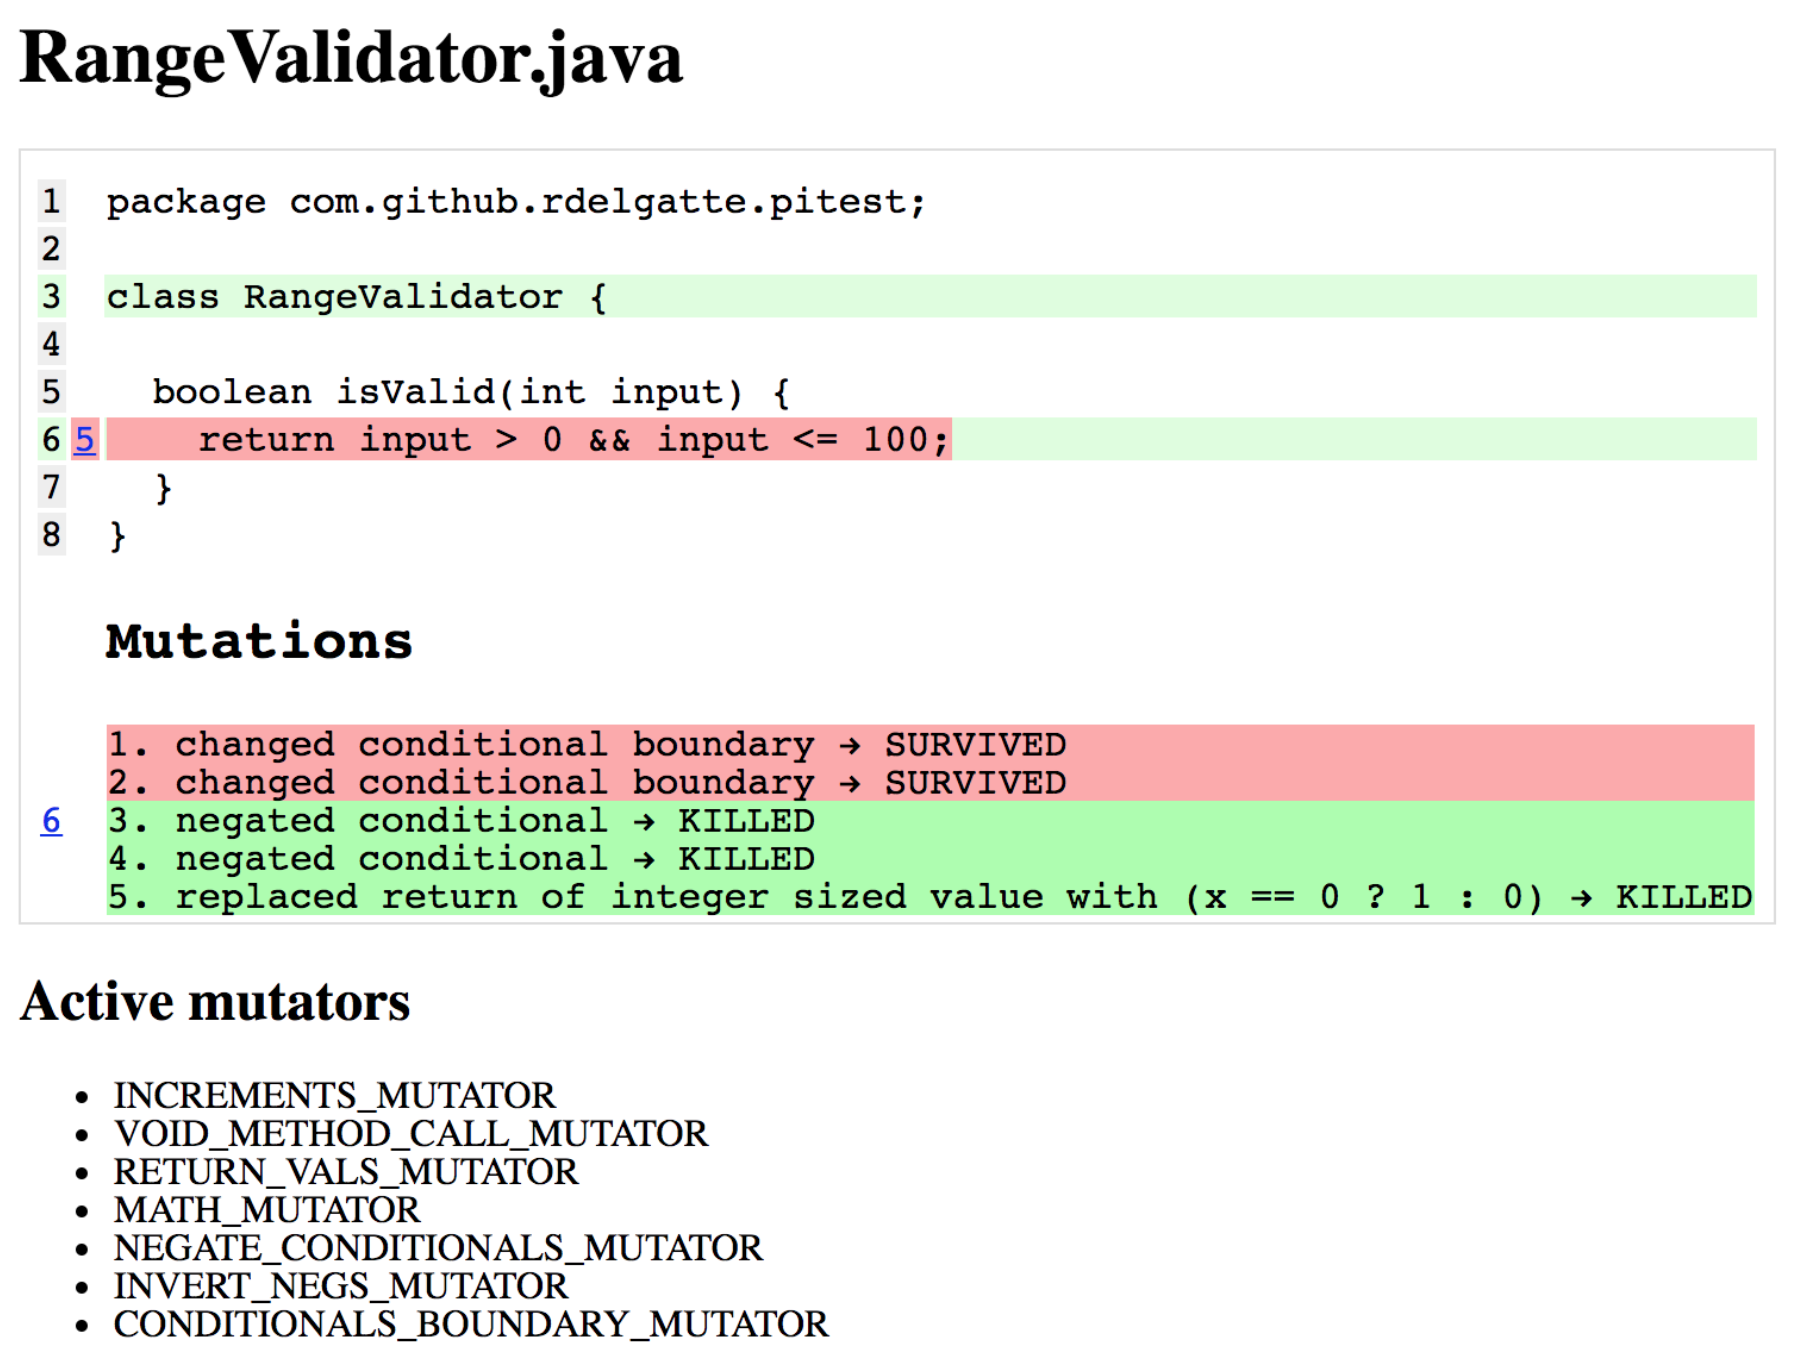 RangeValidator.java
1 package com.github.rdelgatte.pitest;
2
3 class RangeValidator {
4
5 boolean isValid(int input) {
6 5 return input > 0 && input <= 100;
7 }
8 }
Mutations
1. changed conditional boundary → SURVIVED
2. changed conditional boundary → SURVIVED
6 3. negated conditional → KILLED
4. negated conditional → KILLED
5. replaced return of integer sized value with (x == 0 ? 1 : 0) → KILLED
Active mutators
• INCREMENTS_MUTATOR
• VOID_METHOD_CALL_MUTATOR
• RETURN_VALS_MUTATOR
• MATH_MUTATOR
• NEGATE_CONDITIONALS_MUTATOR
• INVERT_NEGS_MUTATOR
• CONDITIONALS_BOUNDARY_MUTATOR